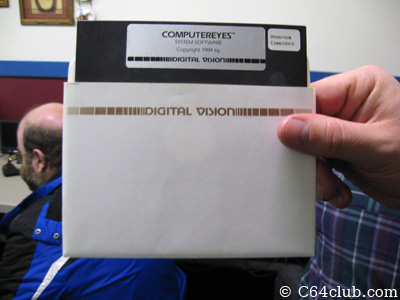 COMPUTEREYES™
SYSTEM SOFTWARE
Copyright 1984 by
DIGITAL VISION
DIGITAL VISION
© C64club.com